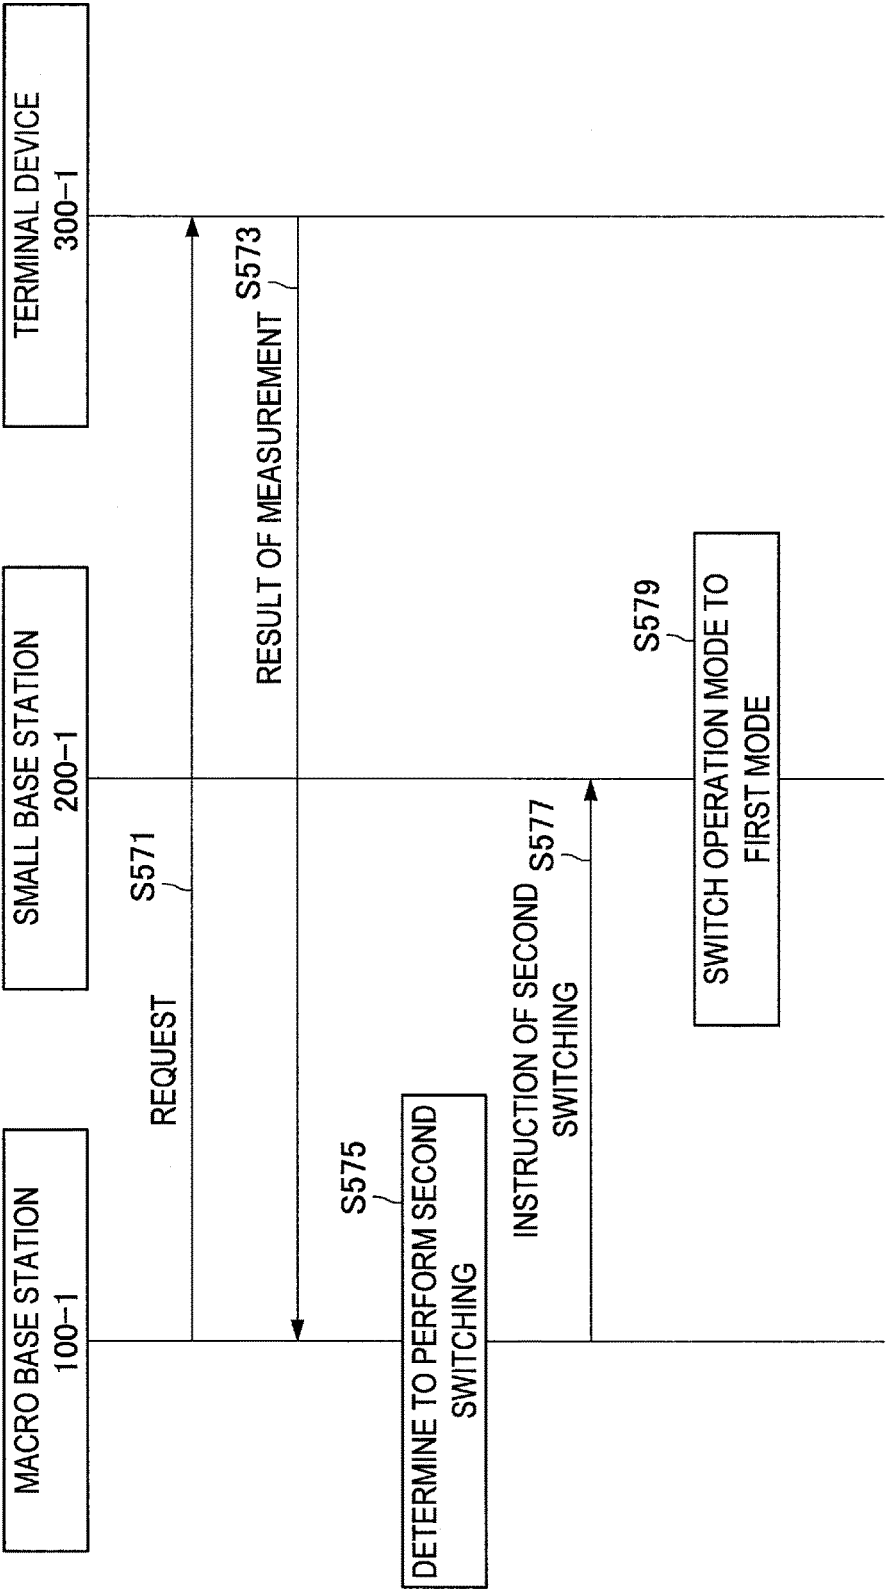 MACRO BASE STATION
100-1
SMALL BASE STATION
200-1
TERMINAL DEVICE
300-1
REQUEST
S571
RESULT OF MEASUREMENT
S573
S575
DETERMINE TO PERFORM SECOND
SWITCHING
INSTRUCTION OF SECOND
SWITCHING
S577
S579
SWITCH OPERATION MODE TO
FIRST MODE